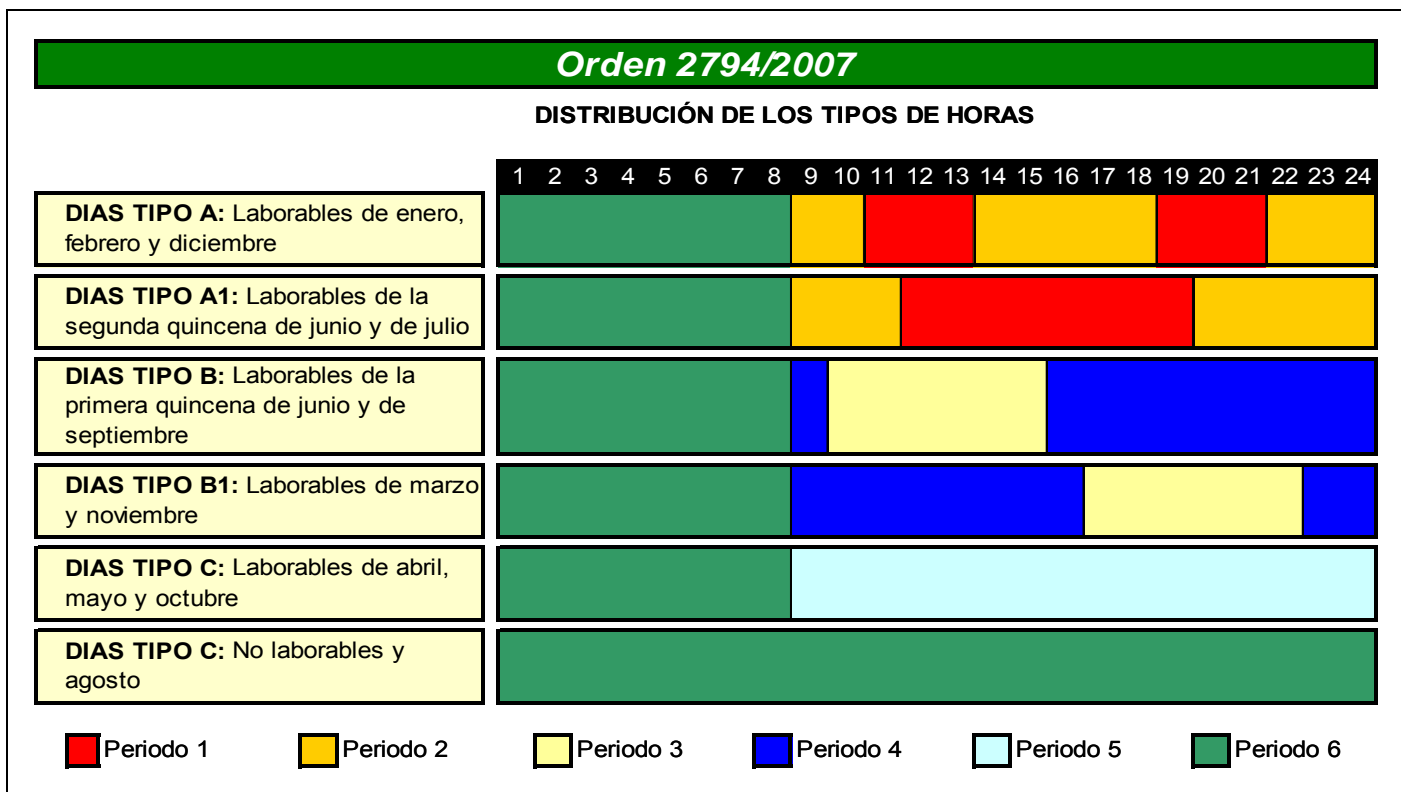 Orden 2794/2007
DISTRIBUCIÓN DE LOS TIPOS DE HORAS
1 2 3 4 5 6 7 8 9 10 11 12 13 14 15 16 17 18 19 20 21 22 23 24
DIAS TIPO A: Laborables de enero,
febrero y diciembre
DIAS TIPO A1: Laborables de la
segunda quincena de junio y de julio
DIAS TIPO B: Laborables de la
primera quincena de junio y de
septiembre
DIAS TIPO B1: Laborables de marzo
y noviembre
DIAS TIPO C: Laborables de abril,
mayo y octubre
DIAS TIPO C: No laborables y
agosto
Periodo 1 Periodo 2 Periodo 3 Periodo 4 Periodo 5 Periodo 6